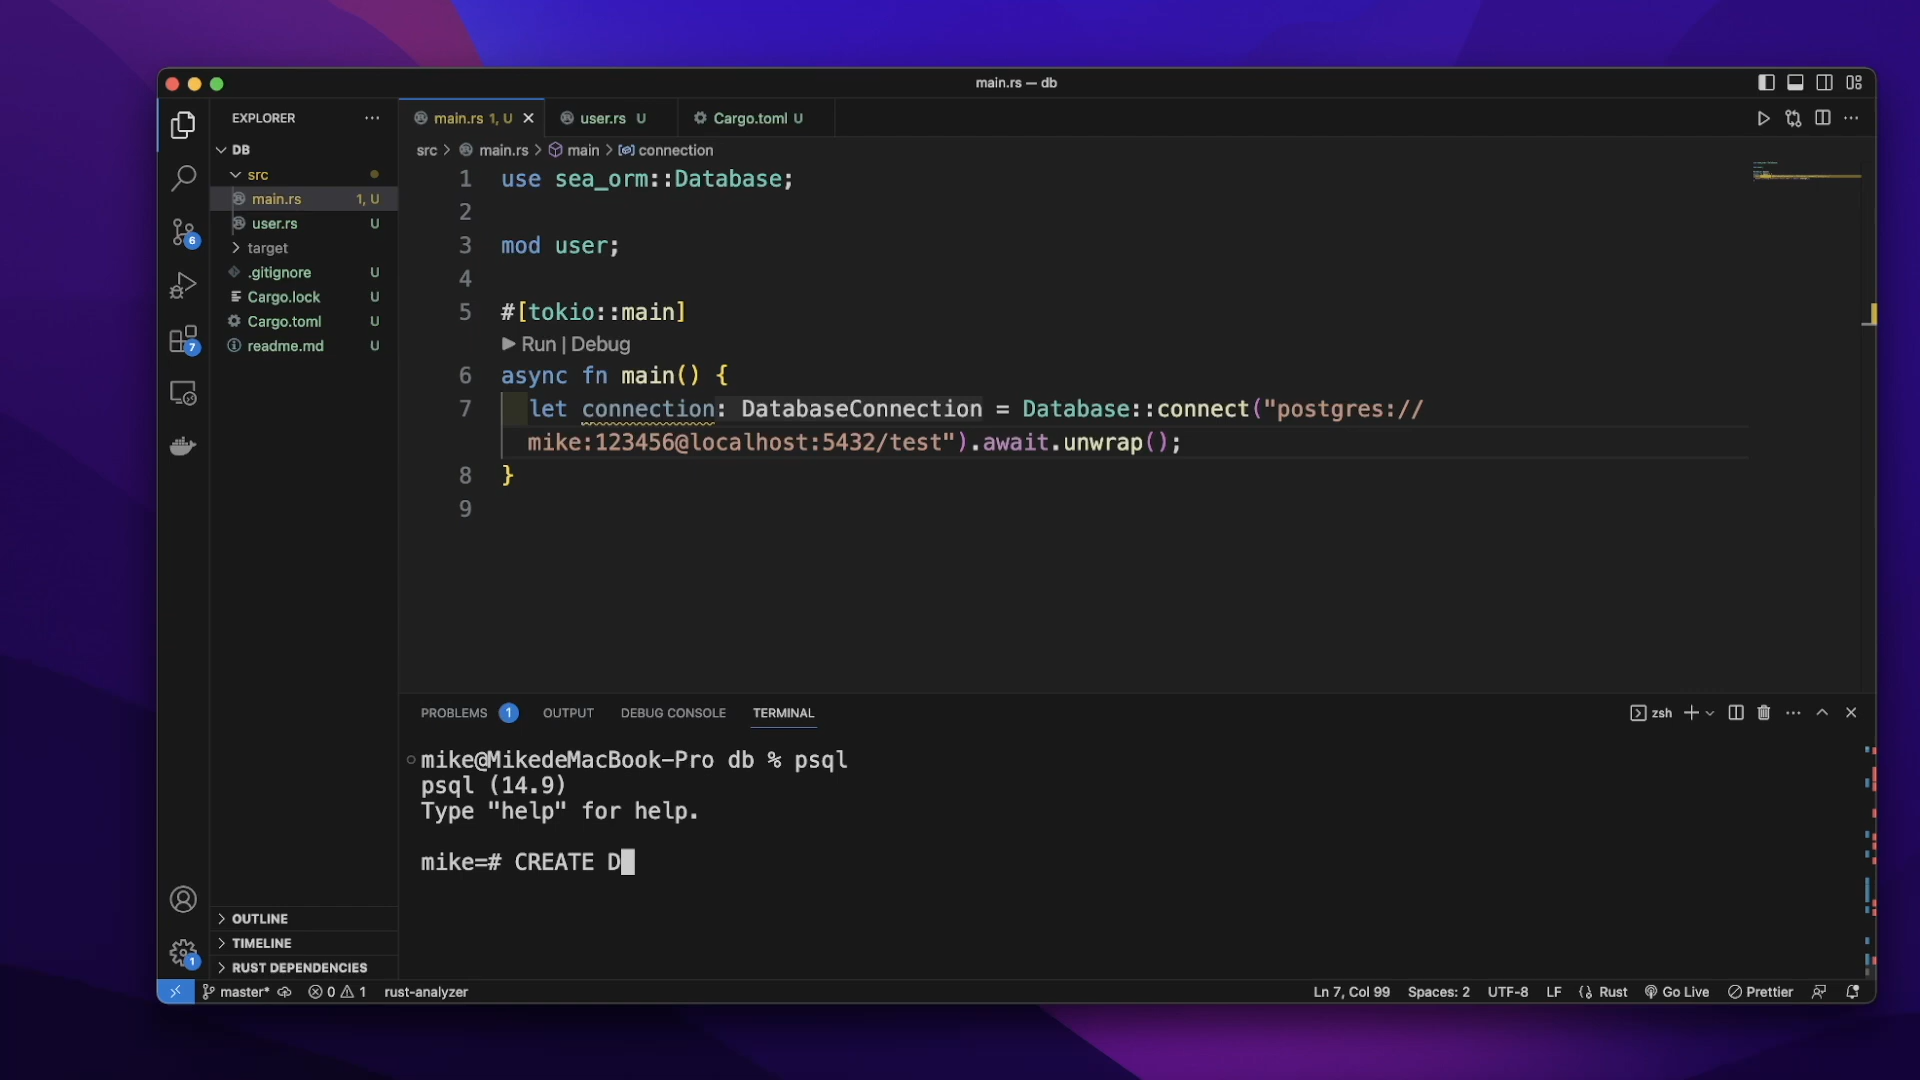 main.rs — db
EXPLORER
DB
src
main.rs 1, U
user.rs U
target
.gitignore U
Cargo.lock U
Cargo.toml U
readme.md U
OUTLINE
TIMELINE
RUST DEPENDENCIES
6
7
1
main.rs 1, U
user.rs U
Cargo.toml U
src > main.rs > main > connection
1 use sea_orm::Database;
2
3 mod user;
4
5 #[tokio::main]
Run | Debug
6 async fn main() {
7 let connection: DatabaseConnection = Database::connect("postgres://
mike:123456@localhost:5432/test").await.unwrap();
8 }
9
PROBLEMS 1 OUTPUT DEBUG CONSOLE TERMINAL
zsh
mike@MikedeMacBook-Pro db % psql
psql (14.9)
Type "help" for help.
mike=# CREATE D
master* 0 1 rust-analyzer
Ln 7, Col 99 Spaces: 2 UTF-8 LF Rust Go Live Prettier